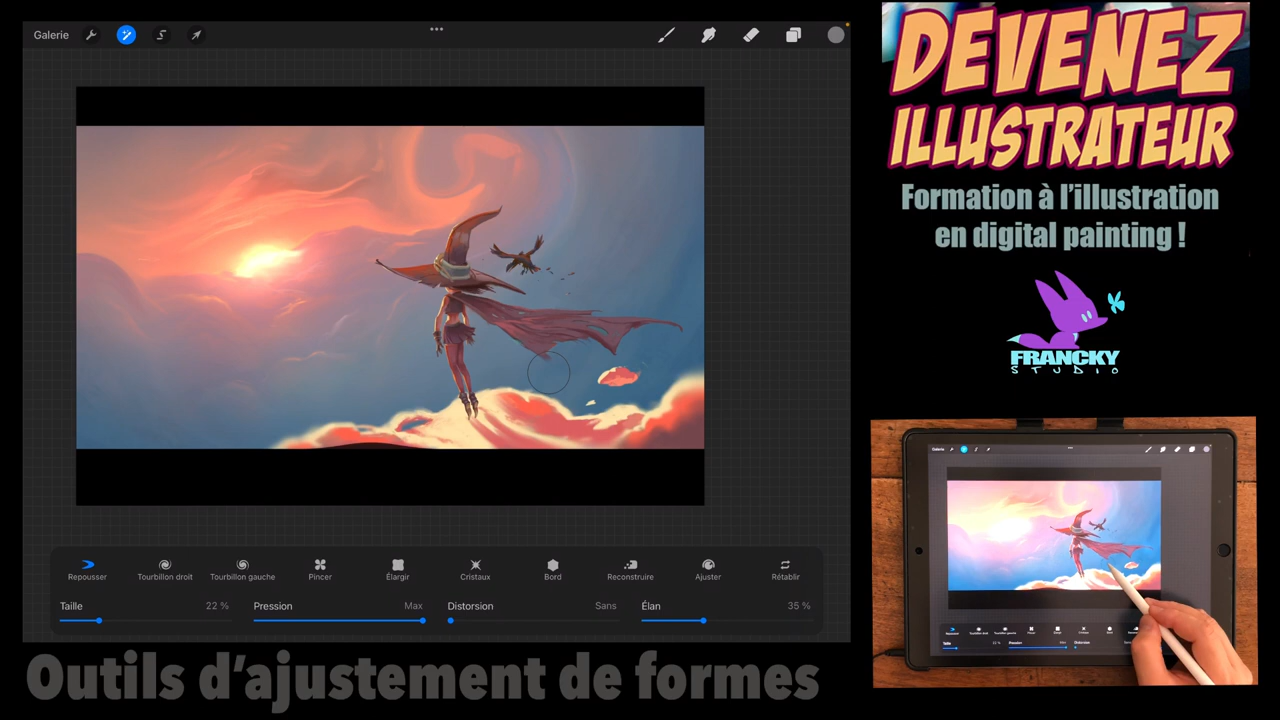 Galerie
Repousser
Tourbillon droit
Tourbillon gauche
Pincer
Élargir
Cristaux
Bord
Reconstruire
Ajuster
Rétablir
Taille 22 %
Pression Max
Distorsion Sans
Élan 35 %
Outils d'ajustement de formes
DEVENEZ
ILLUSTRATEUR
Formation à l'illustration
en digital painting !
FRANCKY
STUDIO